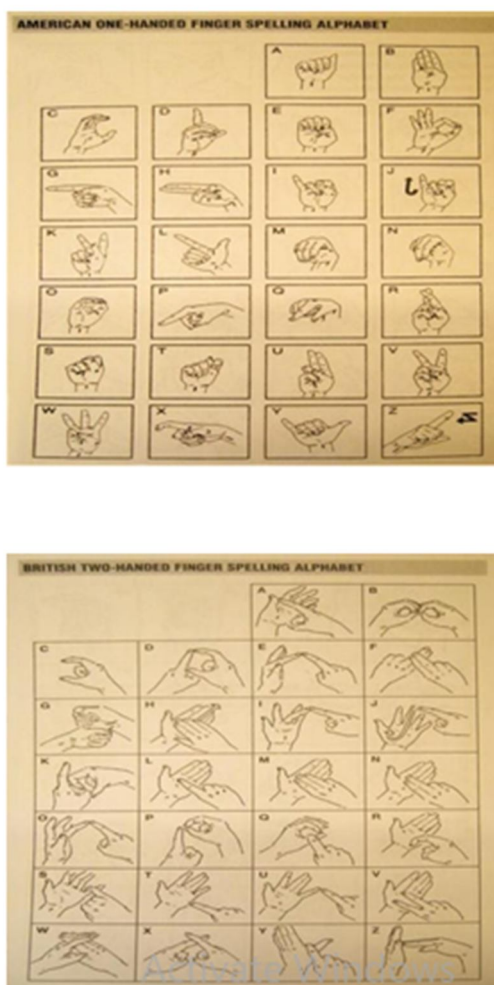 AMERICAN ONE-HANDED FINGER SPELLING ALPHABET
A B
C D E F
G H I J
K L M N
O P Q R
S T U V
W X Y Z
BRITISH TWO-HANDED FINGER SPELLING ALPHABET
A B
C D E F
G H I J
K L M N
O P Q R
S T U V
W X Y Z
Activate Windows